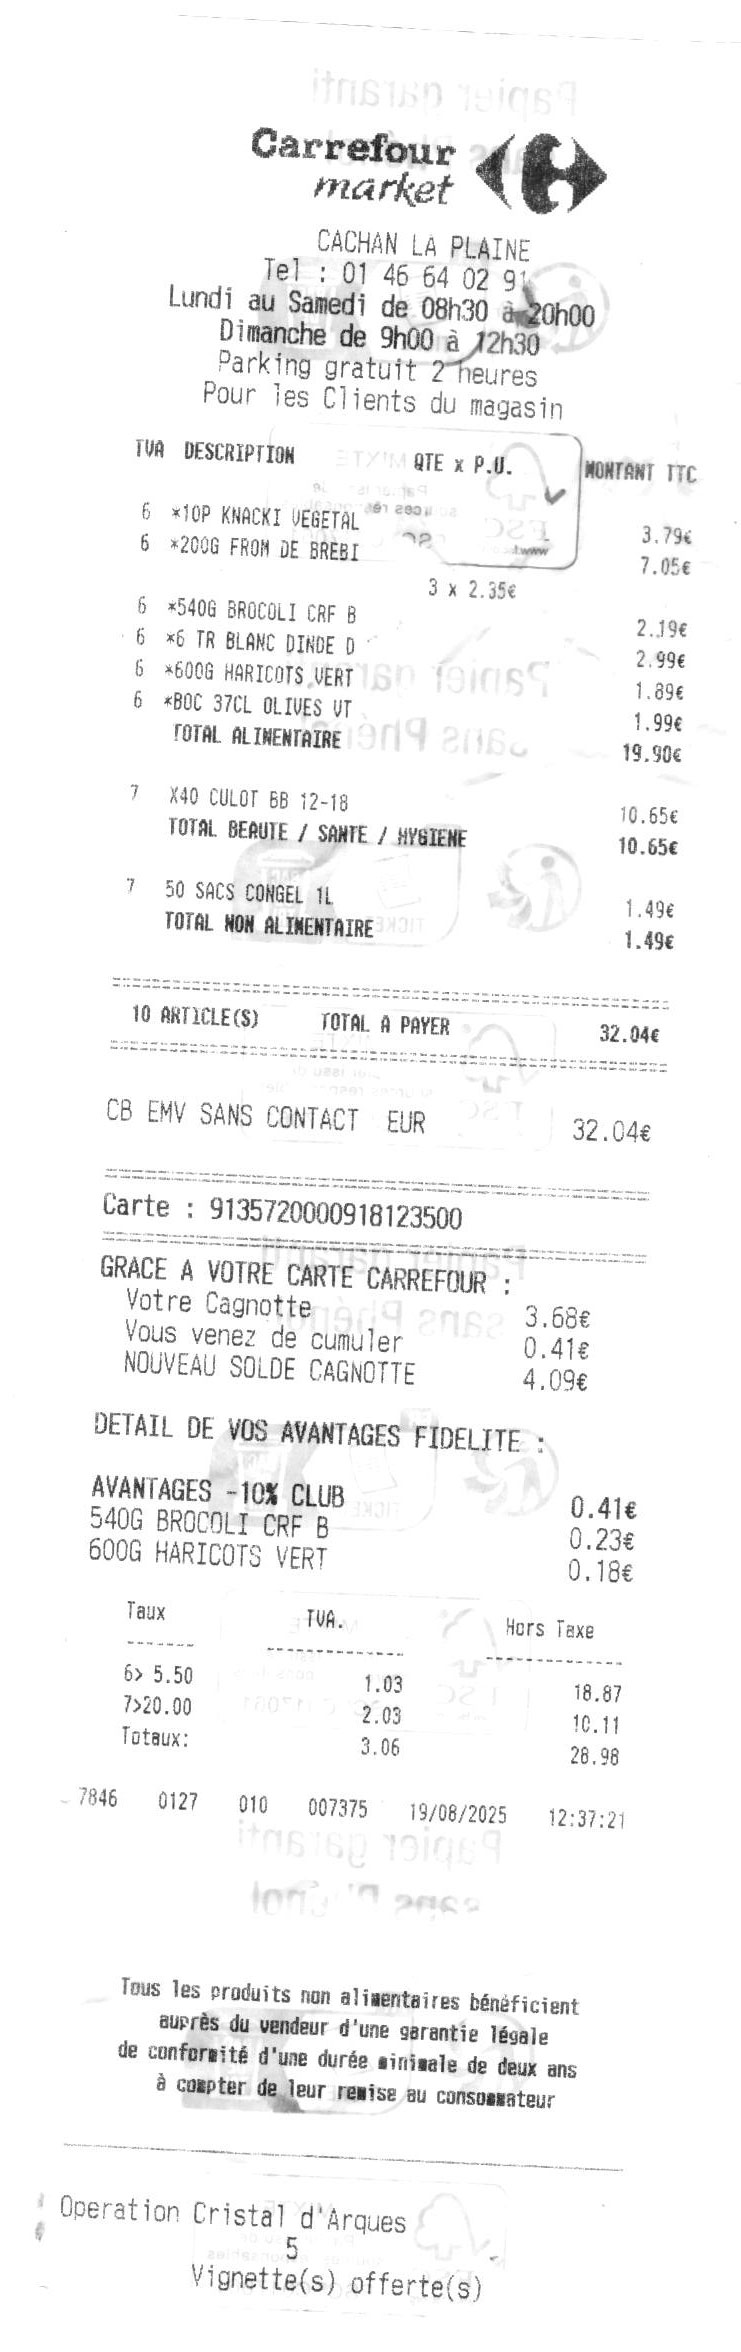 Carrefour
market
CACHAN LA PLAINE
Tel : 01 46 64 02 91
Lundi au Samedi de 08h30 à 20h00
Dimanche de 9h00 à 12h30
Parking gratuit 2 heures
Pour les Clients du magasin
TVA DESCRIPTION QTE x P.U. MONTANT TTC
6 *10P KNACKI VEGETAL 3.79€
6 *200G FROM DE BREBI 7.05€
3 x 2.35€
6 *540G BROCOLI CRF B 2.19€
6 *6 TR BLANC DINDE D 2.99€
6 *600G HARICOTS VERT 1.89€
6 *BOC 37CL OLIVES VT 1.99€
TOTAL ALIMENTAIRE 19.90€
7 X40 CULOT BB 12-18 10.65€
TOTAL BEAUTE / SANTE / HYGIENE 10.65€
7 50 SACS CONGEL 1L 1.49€
TOTAL NON ALIMENTAIRE 1.49€
10 ARTICLE(S) TOTAL A PAYER 32.04€
CB EMV SANS CONTACT EUR 32.04€
Carte : 9135720000918123500
GRACE A VOTRE CARTE CARREFOUR :
Votre Cagnotte 3.68€
Vous venez de cumuler 0.41€
NOUVEAU SOLDE CAGNOTTE 4.09€
DETAIL DE VOS AVANTAGES FIDELITE :
AVANTAGES -10% CLUB 0.41€
540G BROCOLI CRF B 0.23€
600G HARICOTS VERT 0.18€
Taux TVA. Hors Taxe
6> 5.50 1.03 18.87
7>20.00 2.03 10.11
Totaux: 3.06 28.98
7846 0127 010 007375 19/08/2025 12:37:21
Tous les produits non alimentaires bénéficient
auprès du vendeur d'une garantie légale
de conformité d'une durée minimale de deux ans
à compter de leur remise au consommateur
Operation Cristal d'Arques
5
Vignette(s) offerte(s)